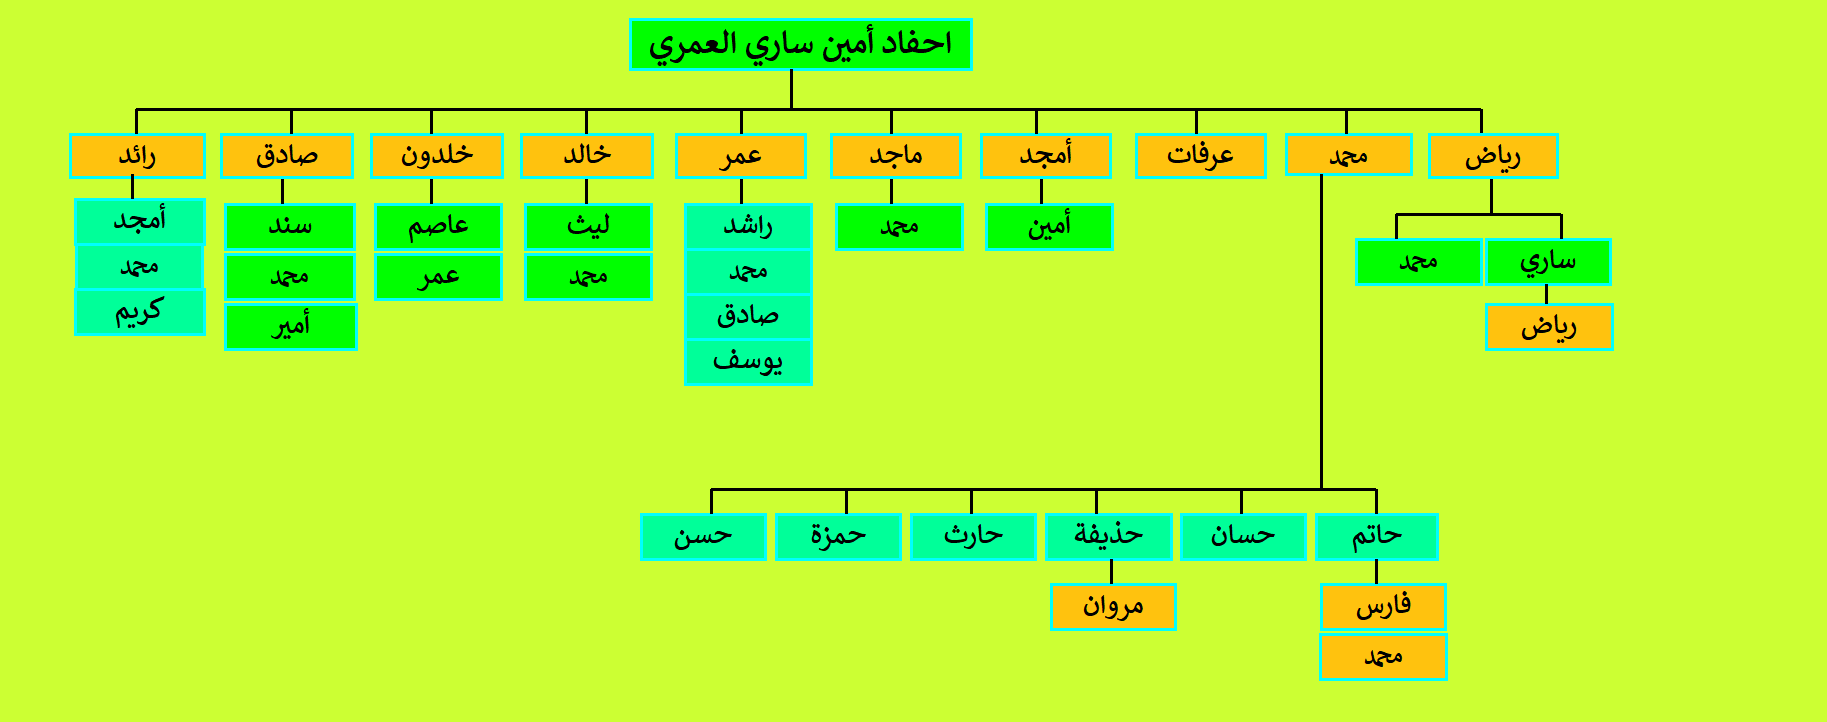 احفاد أمين ساري العمري
رياض
محمد
عرفات
أمجد
ماجد
عمر
خالد
خلدون
صادق
رائد
ساري
محمد
رياض
أمين
محمد
راشد
محمد
صادق
يوسف
ليث
محمد
عاصم
عمر
سند
محمد
أمير
أمجد
محمد
كريم
حاتم
حسان
حذيفة
حارث
حمزة
حسن
فارس
محمد
مروان